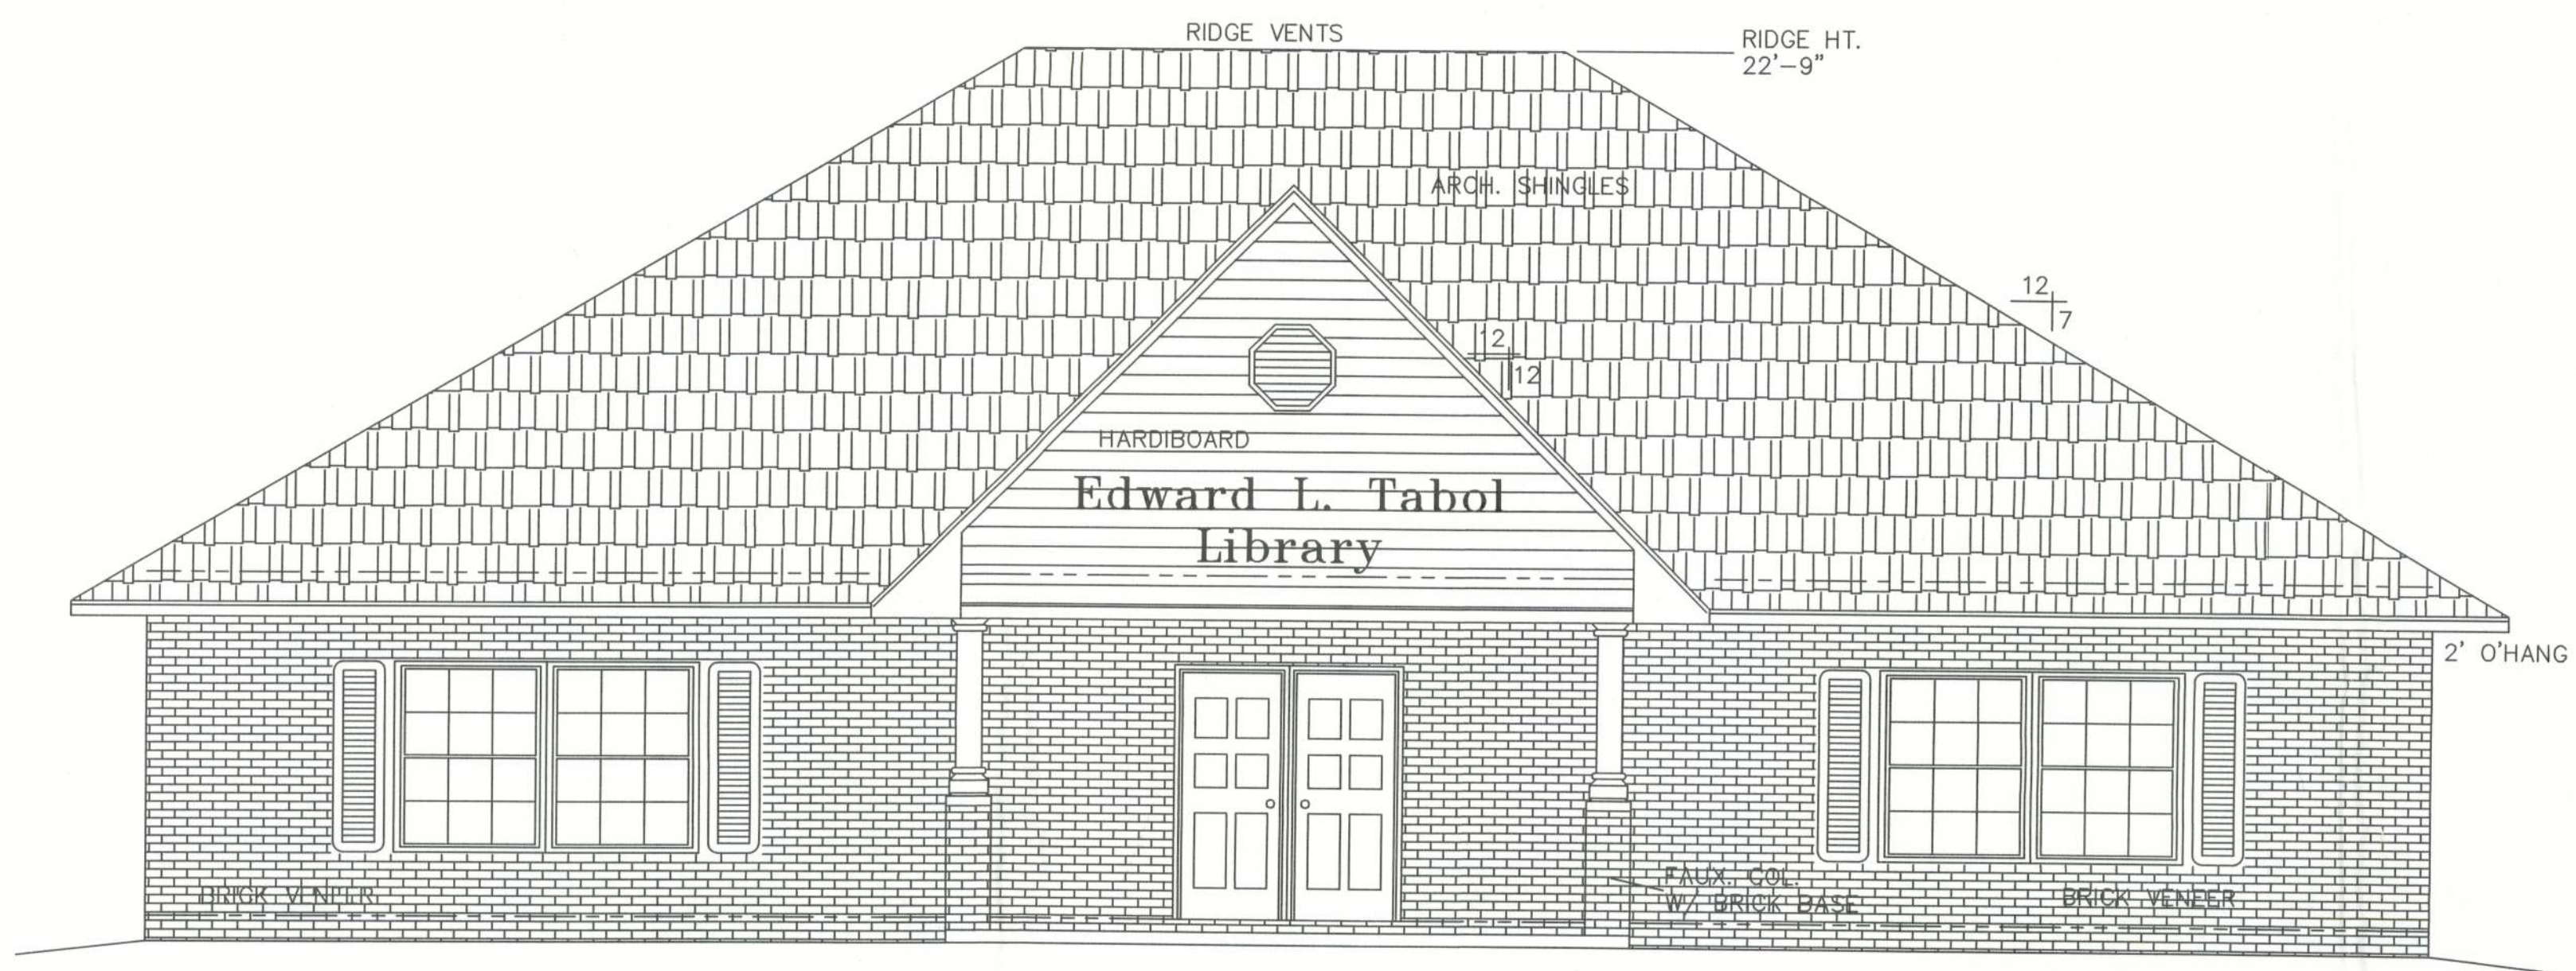 RIDGE VENTS
RIDGE HT.
22'-9"
ARCH. SHINGLES
12
7
12
12
HARDIBOARD
Edward L. Tabol
Library
2' O'HANG
BRICK VENEER
FAUX. COL.
W/ BRICK BASE
BRICK VENEER